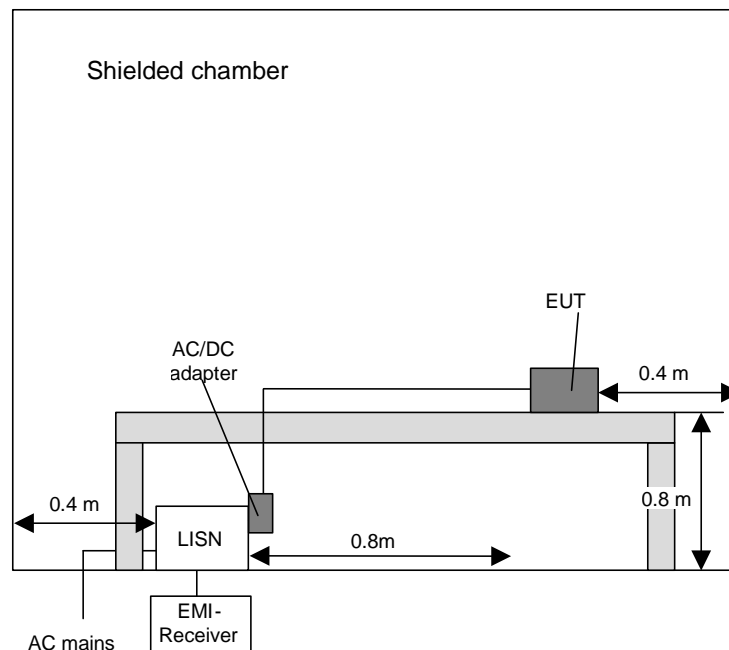 Shielded chamber
EUT
AC/DC
adapter
0.4 m
0.4 m
0.8 m
LISN
0.8m
EMI-
Receiver
AC mains